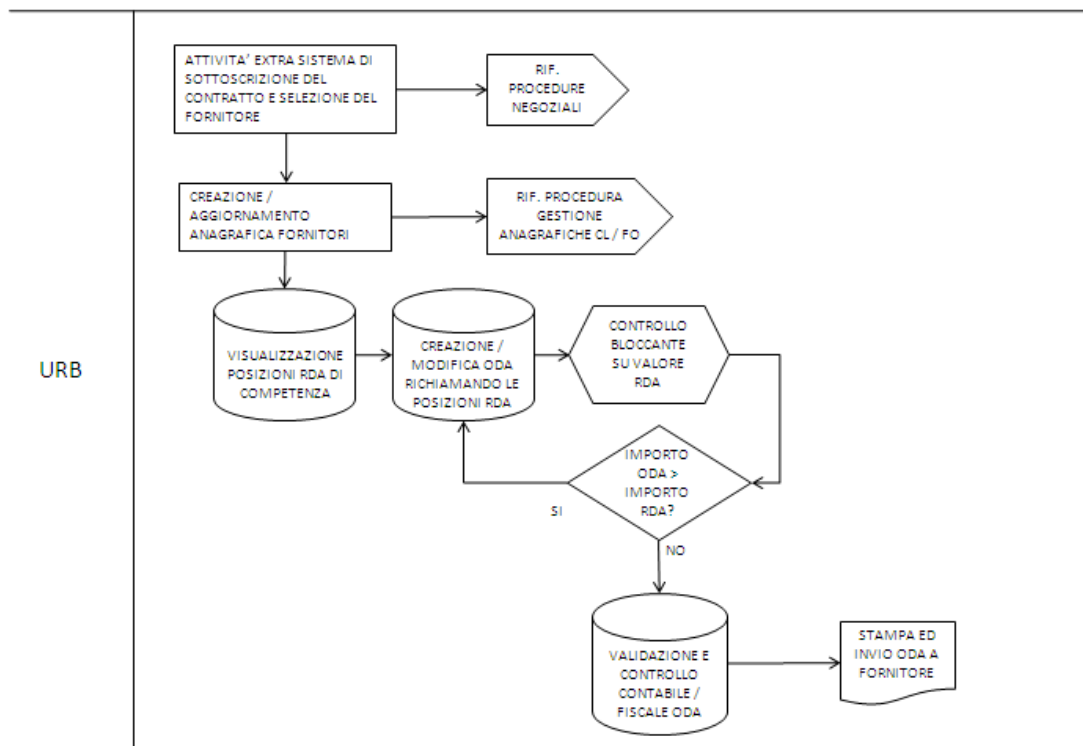 ATTIVITA' EXTRA SISTEMA DI
SOTTOSCRIZIONE DEL
CONTRATTO E SELEZIONE DEL
FORNITORE
RIF.
PROCEDURE
NEGOZIALI
CREAZIONE /
AGGIORNAMENTO
ANAGRAFICA FORNITORI
RIF. PROCEDURA
GESTIONE
ANAGRAFICHE CL / FO
URB
VISUALIZZAZIONE
POSIZIONI RDA DI
COMPETENZA
CREAZIONE /
MODIFICA ODA
RICHIAMANDO LE
POSIZIONI RDA
CONTROLLO
BLOCCANTE
SU VALORE
RDA
IMPORTO
ODA >
IMPORTO
RDA?
SI
NO
VALIDAZIONE E
CONTROLLO
CONTABILE /
FISCALE ODA
STAMPA ED
INVIO ODA A
FORNITORE